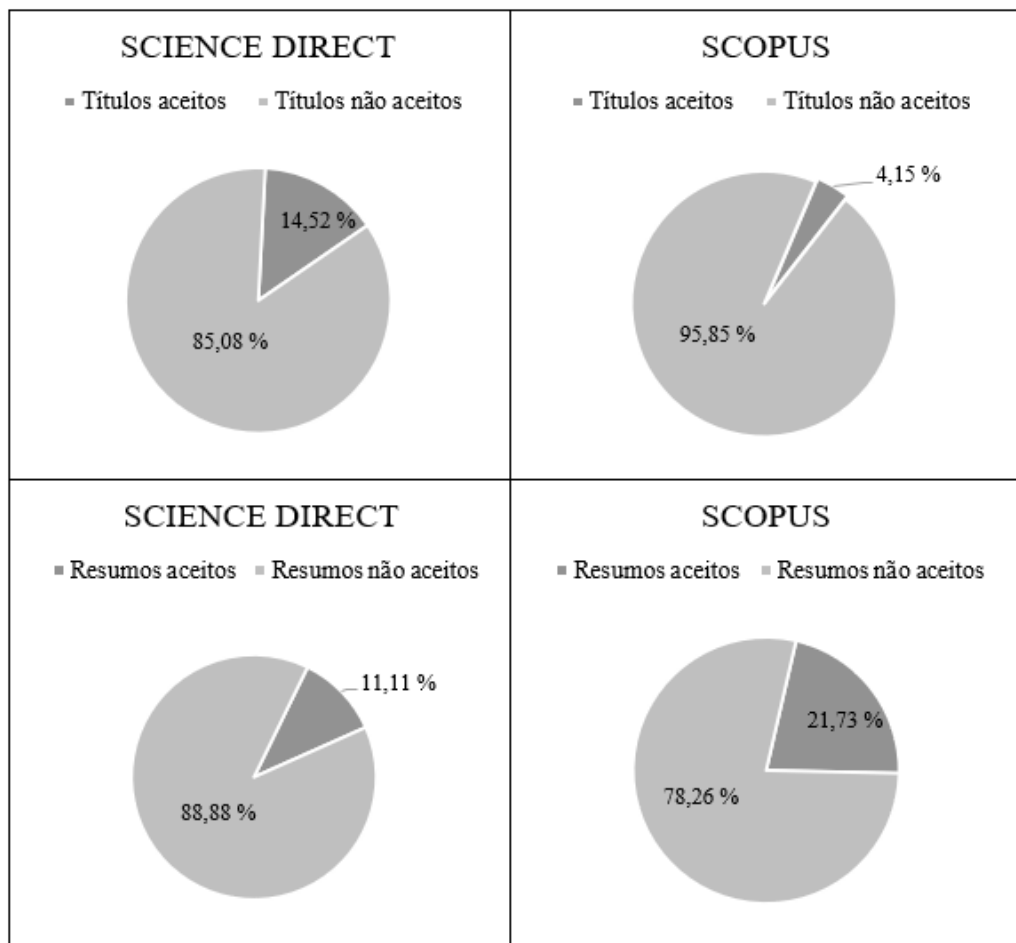 SCIENCE DIRECT
Títulos aceitos Títulos não aceitos
14,52 %
85,08 %
SCOPUS
Títulos aceitos Títulos não aceitos
4,15 %
95,85 %
SCIENCE DIRECT
Resumos aceitos Resumos não aceitos
11,11 %
88,88 %
SCOPUS
Resumos aceitos Resumos não aceitos
21,73 %
78,26 %